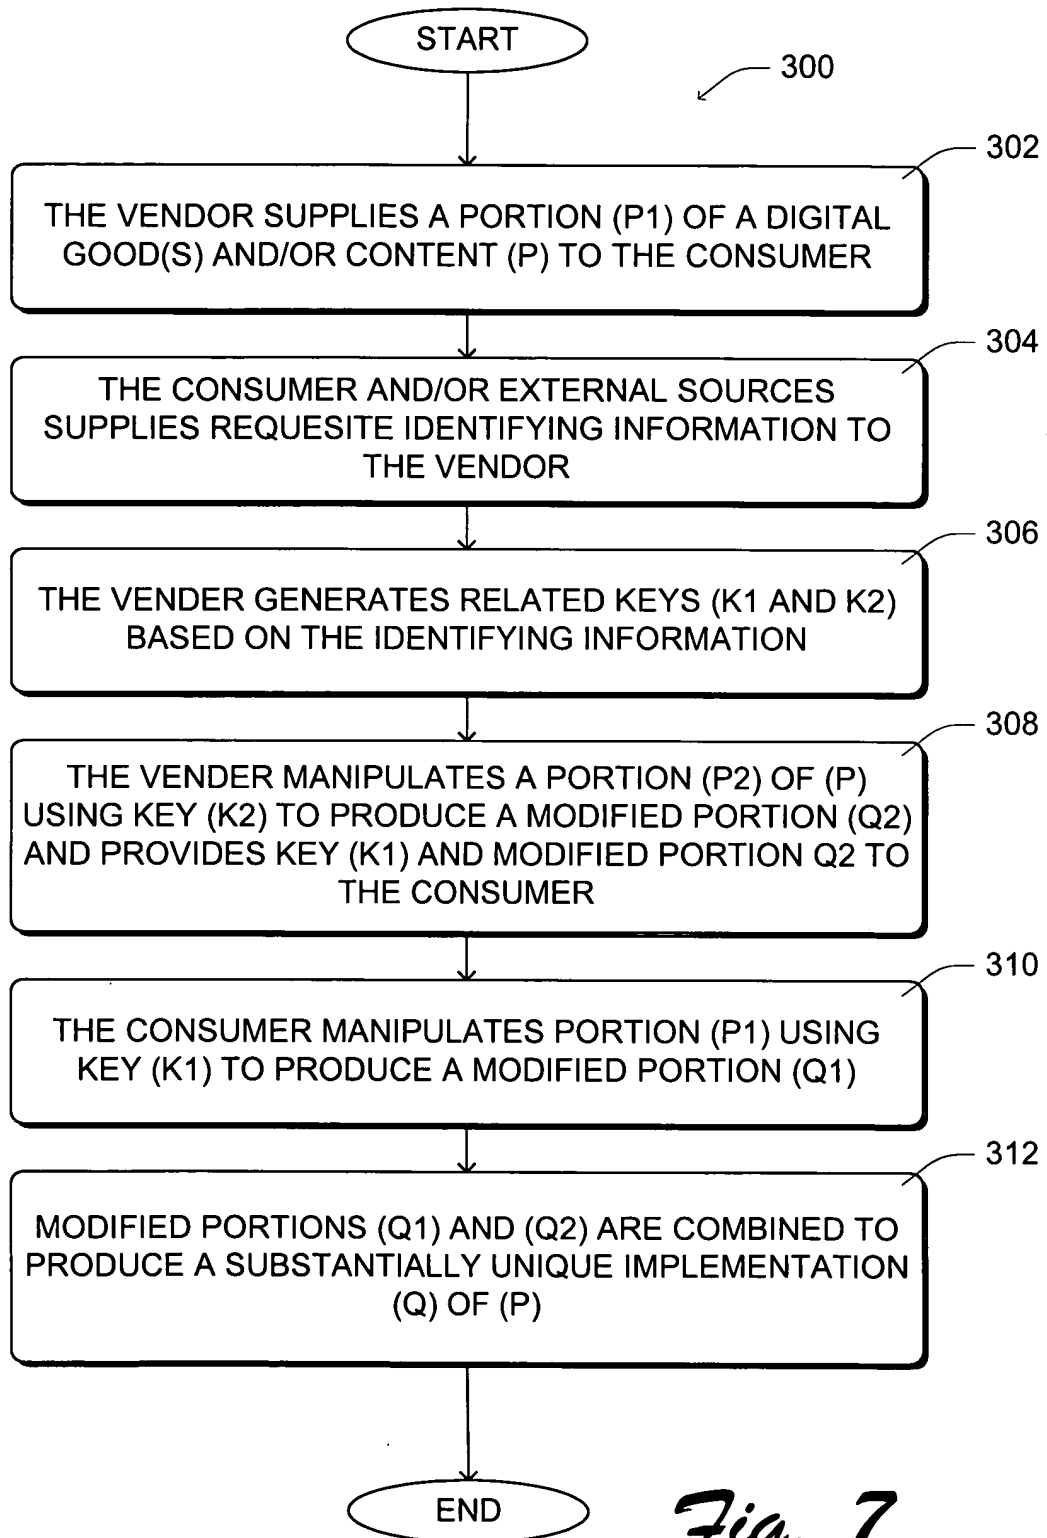 START
300
302
THE VENDOR SUPPLIES A PORTION (P1) OF A DIGITAL
GOOD(S) AND/OR CONTENT (P) TO THE CONSUMER
304
THE CONSUMER AND/OR EXTERNAL SOURCES
SUPPLIES REQUESITE IDENTIFYING INFORMATION TO
THE VENDOR
306
THE VENDER GENERATES RELATED KEYS (K1 AND K2)
BASED ON THE IDENTIFYING INFORMATION
308
THE VENDER MANIPULATES A PORTION (P2) OF (P)
USING KEY (K2) TO PRODUCE A MODIFIED PORTION (Q2)
AND PROVIDES KEY (K1) AND MODIFIED PORTION Q2 TO
THE CONSUMER
310
THE CONSUMER MANIPULATES PORTION (P1) USING
KEY (K1) TO PRODUCE A MODIFIED PORTION (Q1)
312
MODIFIED PORTIONS (Q1) AND (Q2) ARE COMBINED TO
PRODUCE A SUBSTANTIALLY UNIQUE IMPLEMENTATION
(Q) OF (P)
END
Fig. 7